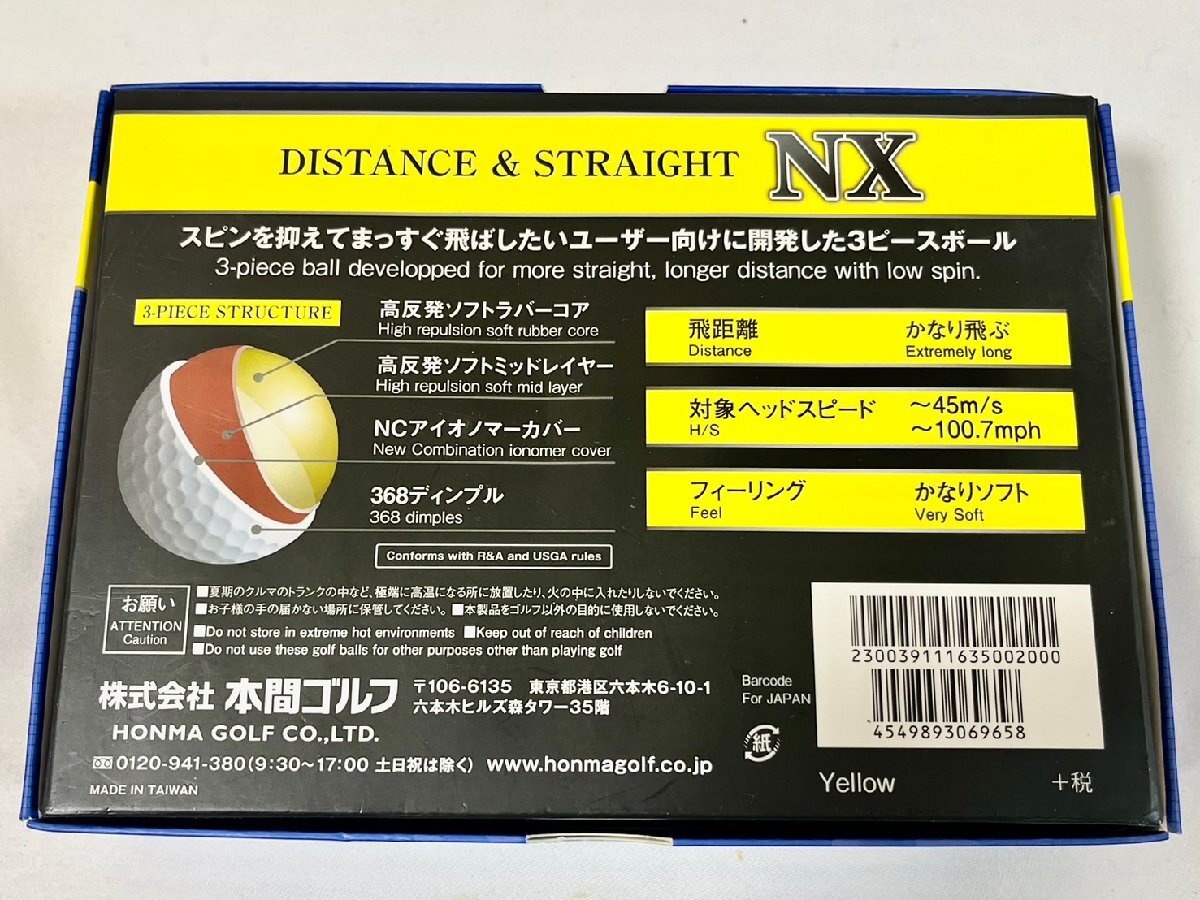 DISTANCE & STRAIGHT NX
スピンを抑えてまっすぐ飛ばしたいユーザー向けに開発した3ピースボール
3-piece ball developped for more straight, longer distance with low spin.
3-PIECE STRUCTURE
高反発ソフトラバーコア
High repulsion soft rubber core
高反発ソフトミッドレイヤー
High repulsion soft mid layer
NCアイオノマーカバー
New Combination ionomer cover
368ディンプル
368 dimples
Conforms with R&A and USGA rules
飛距離 かなり飛ぶ
Distance Extremely long
対象ヘッドスピード ～45m/s
H/S ～100.7mph
フィーリング かなりソフト
Feel Very Soft
お願い
ATTENTION
Caution
■夏期のクルマのトランクの中など、極端に高温になる所に放置したり、火の中に入れたりしないでください。
■お子様の手の届かない場所に保管してください。 ■本製品をゴルフ以外の目的に使用しないでください。
■Do not store in extreme hot environments ■Keep out of reach of children
■Do not use these golf balls for other purposes other than playing golf
株式会社 本間ゴルフ
〒106-6135 東京都港区六本木6-10-1
六本木ヒルズ森タワー35階
HONMA GOLF CO.,LTD.
0120-941-380(9:30～17:00 土日祝は除く) www.honmagolf.co.jp
MADE IN TAIWAN
Barcode
For JAPAN
紙
230039111635002000
4549893069658
Yellow +税